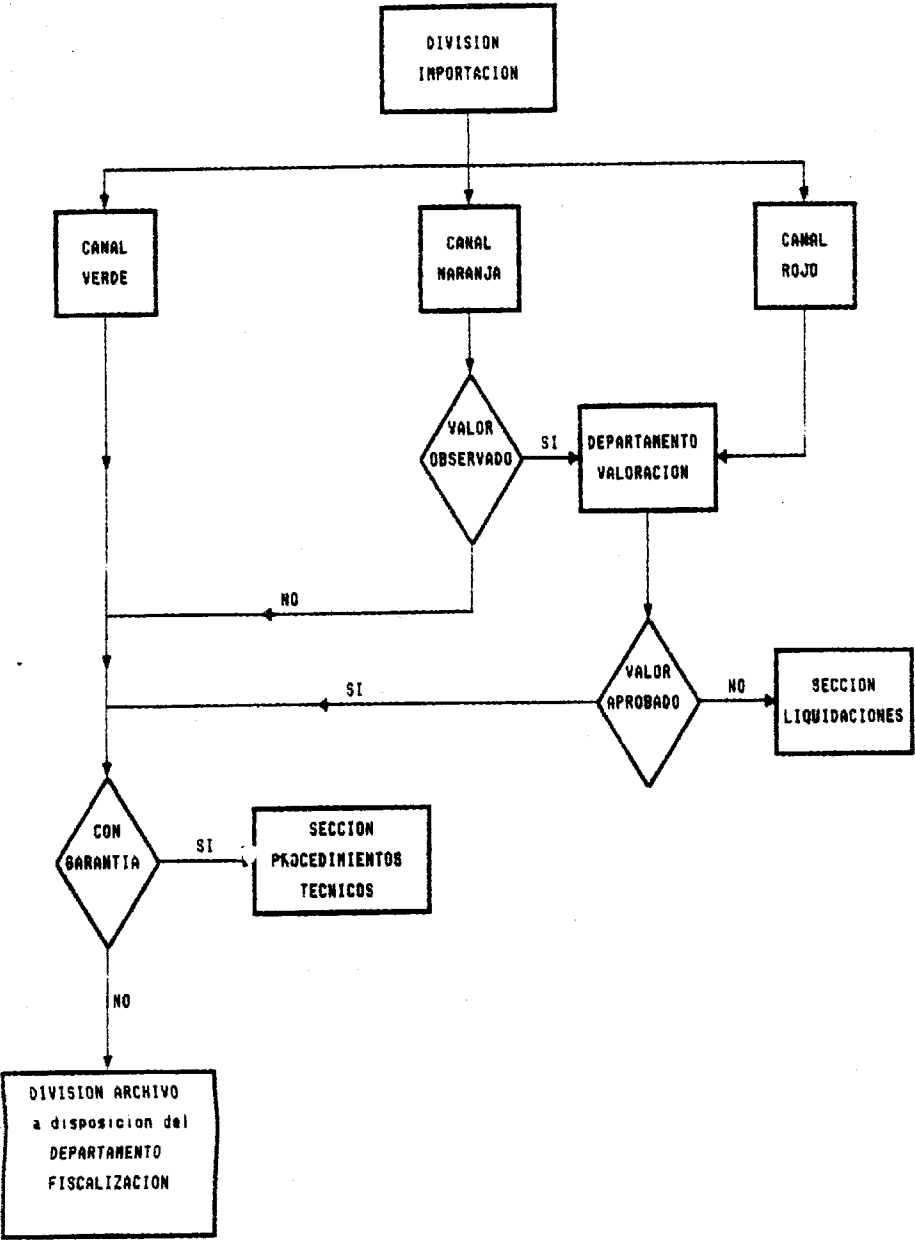 DIVISION
IMPORTACION
CANAL
VERDE
CANAL
NARANJA
CANAL
ROJO
VALOR
OBSERVADO
SI
DEPARTAMENTO
VALORACION
NO
VALOR
APROBADO
SI
NO
SECCION
LIQUIDACIONES
CON
GARANTIA
SI
SECCION
PROCEDIMIENTOS
TECNICOS
NO
DIVISION ARCHIVO
a disposicion del
DEPARTAMENTO
FISCALIZACION